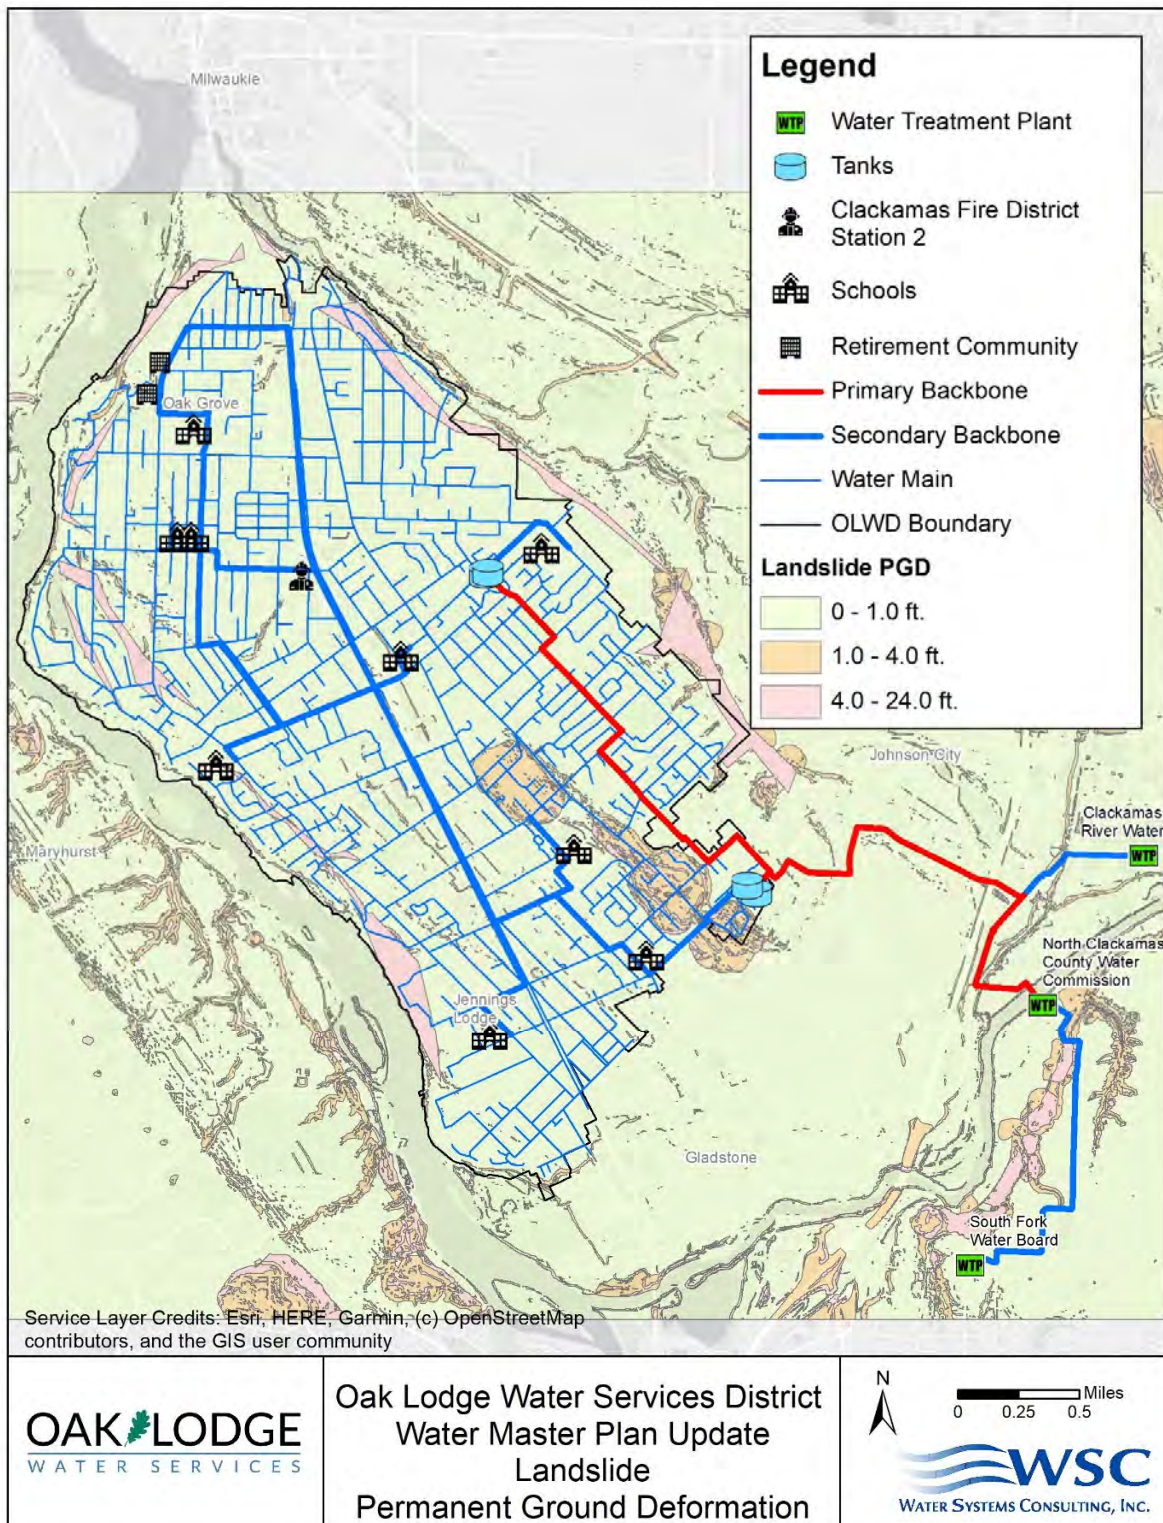 Milwaukie
Legend
WTP Water Treatment Plant
Tanks
Clackamas Fire District
Station 2
Schools
Retirement Community
Primary Backbone
Secondary Backbone
Water Main
OLWD Boundary
Landslide PGD
0 - 1.0 ft.
1.0 - 4.0 ft.
4.0 - 24.0 ft.
Oak Grove
Johnson City
Clackamas
River Water
WTP
Maryhurst
North Clackamas
County Water
Commission
WTP
Jennings
Lodge
Gladstone
South Fork
Water Board
WTP
Service Layer Credits: Esri, HERE, Garmin, (c) OpenStreetMap
contributors, and the GIS user community
OAK LODGE
WATER SERVICES
Oak Lodge Water Services District
Water Master Plan Update
Landslide
Permanent Ground Deformation
N
Miles
0 0.25 0.5
WSC
WATER SYSTEMS CONSULTING, INC.